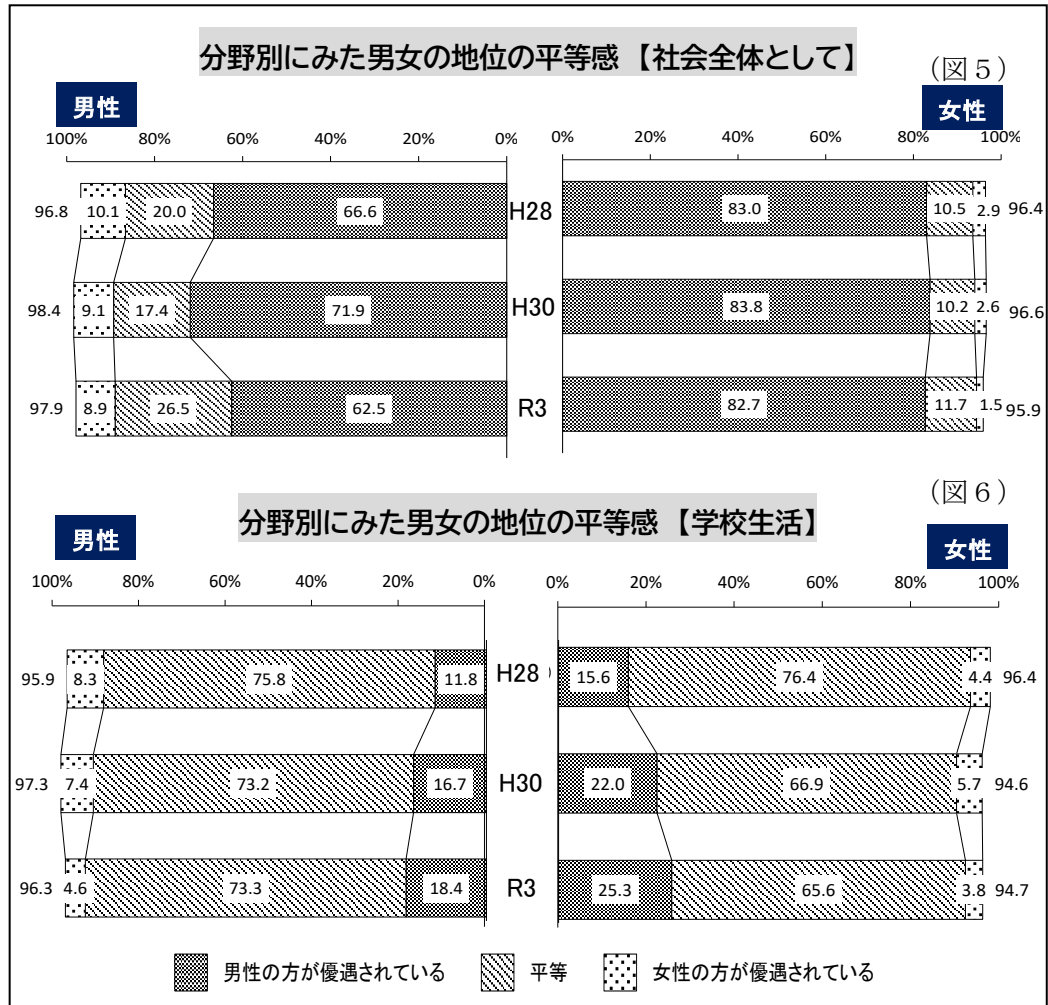 分野別にみた男女の地位の平等感 【社会全体として】
(図5)
男性
女性
100% 80% 60% 40% 20% 0%
0% 20% 40% 60% 80% 100%
96.8 10.1 20.0 66.6 H28 83.0 10.5 2.9 96.4
98.4 9.1 17.4 71.9 H30 83.8 10.2 2.6 96.6
97.9 8.9 26.5 62.5 R3 82.7 11.7 1.5 95.9
(図6)
分野別にみた男女の地位の平等感 【学校生活】
男性
女性
100% 80% 60% 40% 20% 0%
0% 20% 40% 60% 80% 100%
95.9 8.3 75.8 11.8 H28 15.6 76.4 4.4 96.4
97.3 7.4 73.2 16.7 H30 22.0 66.9 5.7 94.6
96.3 4.6 73.3 18.4 R3 25.3 65.6 3.8 94.7
男性の方が優遇されている 平等 女性の方が優遇されている